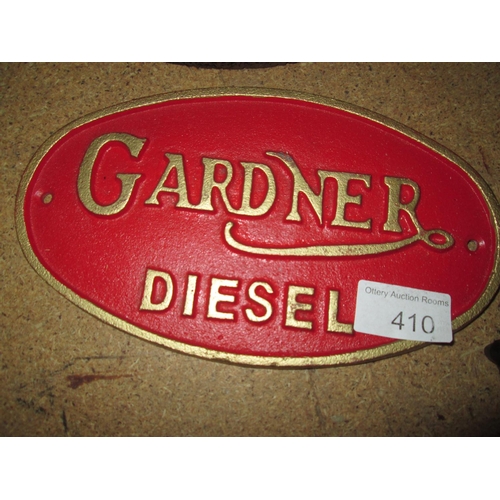 GARDNER
DIESEL
Ottery Auction Rooms
410